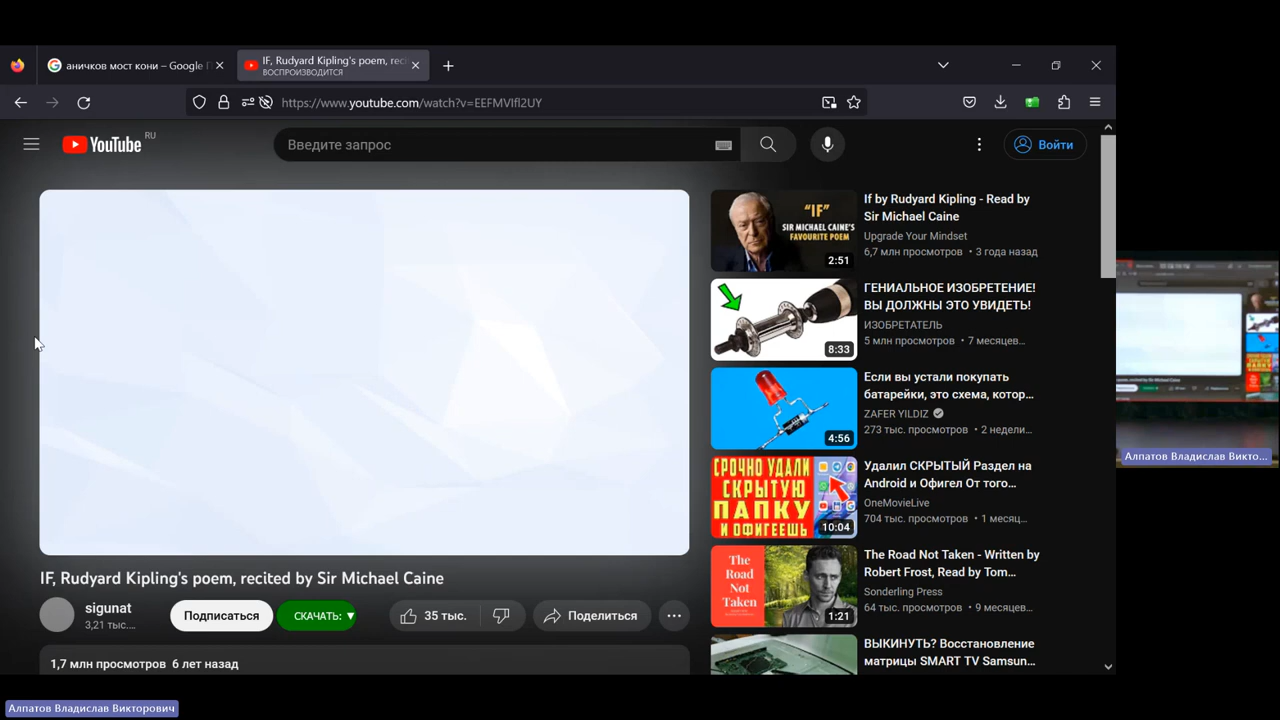 аничков мост кони – Google П
IF, Rudyard Kipling's poem, reci
ВОСПРОИЗВОДИТСЯ
https://www.youtube.com/watch?v=EEFMVIfl2UY
YouTube RU
Введите запрос
Войти
"IF"
SIR MICHAEL CAINE'S
FAVOURITE POEM
2:51
If by Rudyard Kipling - Read by
Sir Michael Caine
Upgrade Your Mindset
6,7 млн просмотров • 3 года назад
8:33
ГЕНИАЛЬНОЕ ИЗОБРЕТЕНИЕ!
ВЫ ДОЛЖНЫ ЭТО УВИДЕТЬ!
ИЗОБРЕТАТЕЛЬ
5 млн просмотров • 7 месяцев...
4:56
Если вы устали покупать
батарейки, это схема, котор...
ZAFER YILDIZ
273 тыс. просмотров • 2 недели...
СРОЧНО УДАЛИ
СКРЫТУЮ
ПАПКУ
И ОФИГЕЕШЬ
10:04
Удалил СКРЫТЫЙ Раздел на
Android и Офигел От того...
OneMovieLive
704 тыс. просмотров • 1 месяц...
The
Road
Not
Taken
1:21
The Road Not Taken - Written by
Robert Frost, Read by Tom...
Sonderling Press
64 тыс. просмотров • 9 месяцев...
ВЫКИНУТЬ? Восстановление
матрицы SMART TV Samsun...
IF, Rudyard Kipling's poem, recited by Sir Michael Caine
sigunat
3,21 тыс....
Подписаться
СКАЧАТЬ: ▼
35 тыс.
Поделиться
1,7 млн просмотров 6 лет назад
Алпатов Владислав Викто...
Алпатов Владислав Викторович